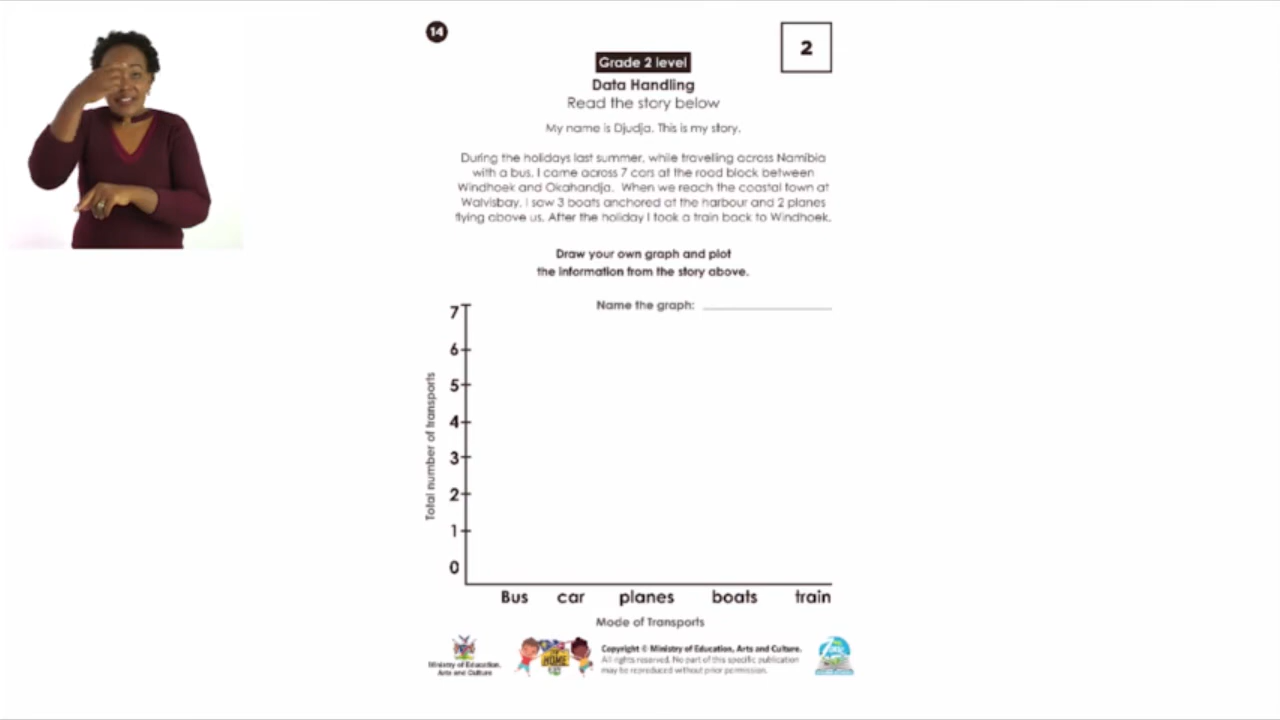 14
2
Grade 2 level
Data Handling
Read the story below
My name is Djudja. This is my story.
During the holidays last summer, while travelling across Namibia
with a bus, I came across 7 cars at the road block between
Windhoek and Okahandja. When we reach the coastal town at
Walvisbay, I saw 3 boats anchored at the harbour and 2 planes
flying above us. After the holiday I took a train back to Windhoek.
Draw your own graph and plot
the information from the story above.
Name the graph:
7
6
5
4
3
2
1
0
Total number of transports
Bus car planes boats train
Mode of Transports
Ministry of Education,
Arts and Culture
HOME
Copyright © Ministry of Education, Arts and Culture.
All rights reserved. No part of this specific publication
may be reproduced without prior permission.